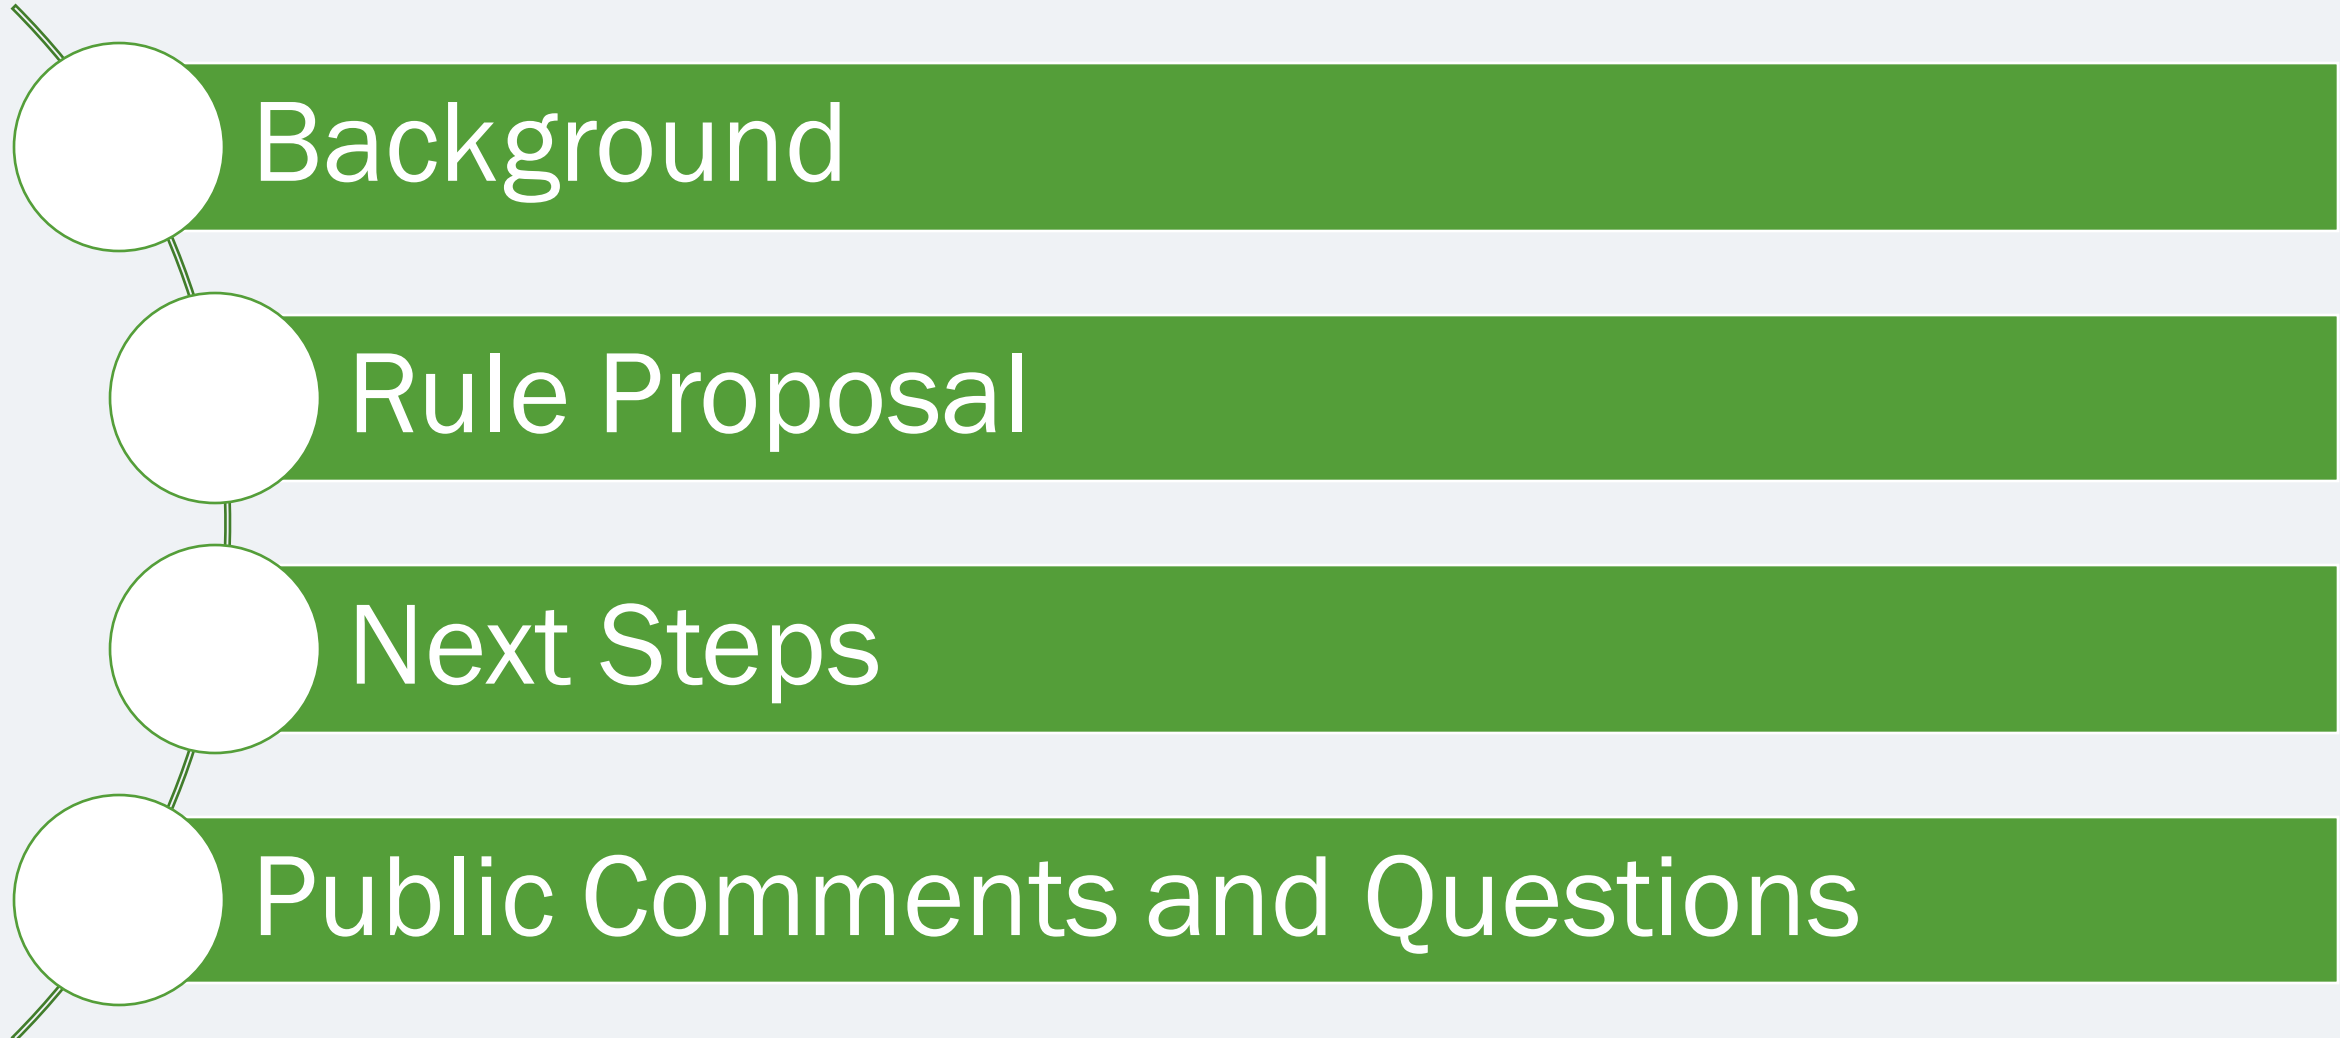 Background
Rule Proposal
Next Steps
Public Comments and Questions